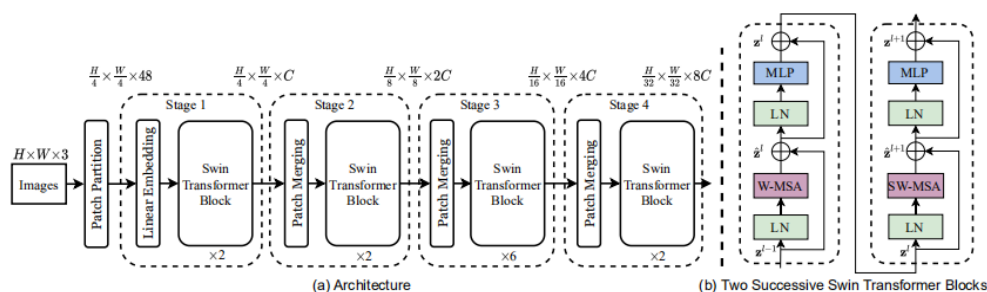 H×W×3
Images
Patch Partition
H/4 × W/4 × 48
Stage 1
Linear Embedding
Swin
Transformer
Block
×2
H/4 × W/4 × C
Stage 2
Patch Merging
Swin
Transformer
Block
×2
H/8 × W/8 × 2C
Stage 3
Patch Merging
Swin
Transformer
Block
×6
H/16 × W/16 × 4C
Stage 4
Patch Merging
Swin
Transformer
Block
×2
H/32 × W/32 × 8C
(a) Architecture
z^l
MLP
LN
ẑ^l
W-MSA
LN
z^{l-1}
z^{l+1}
MLP
LN
ẑ^{l+1}
SW-MSA
LN
z^l
(b) Two Successive Swin Transformer Blocks